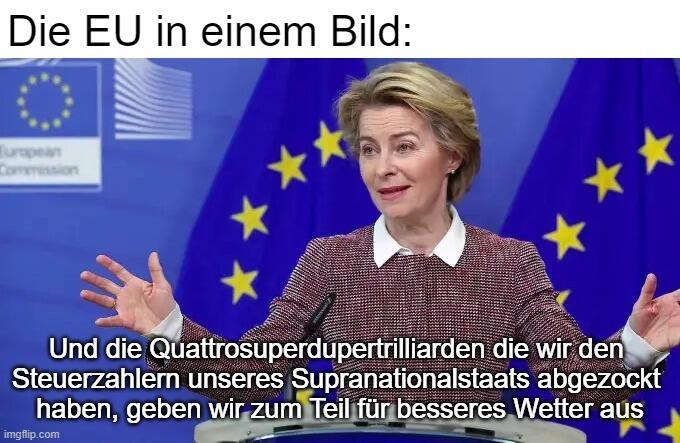 Die EU in einem Bild:
European
Commission
Und die Quattrosuperdupertrilliarden die wir den
Steuerzahlern unseres Supranationalstaats abgezockt
haben, geben wir zum Teil für besseres Wetter aus
imgflip.com